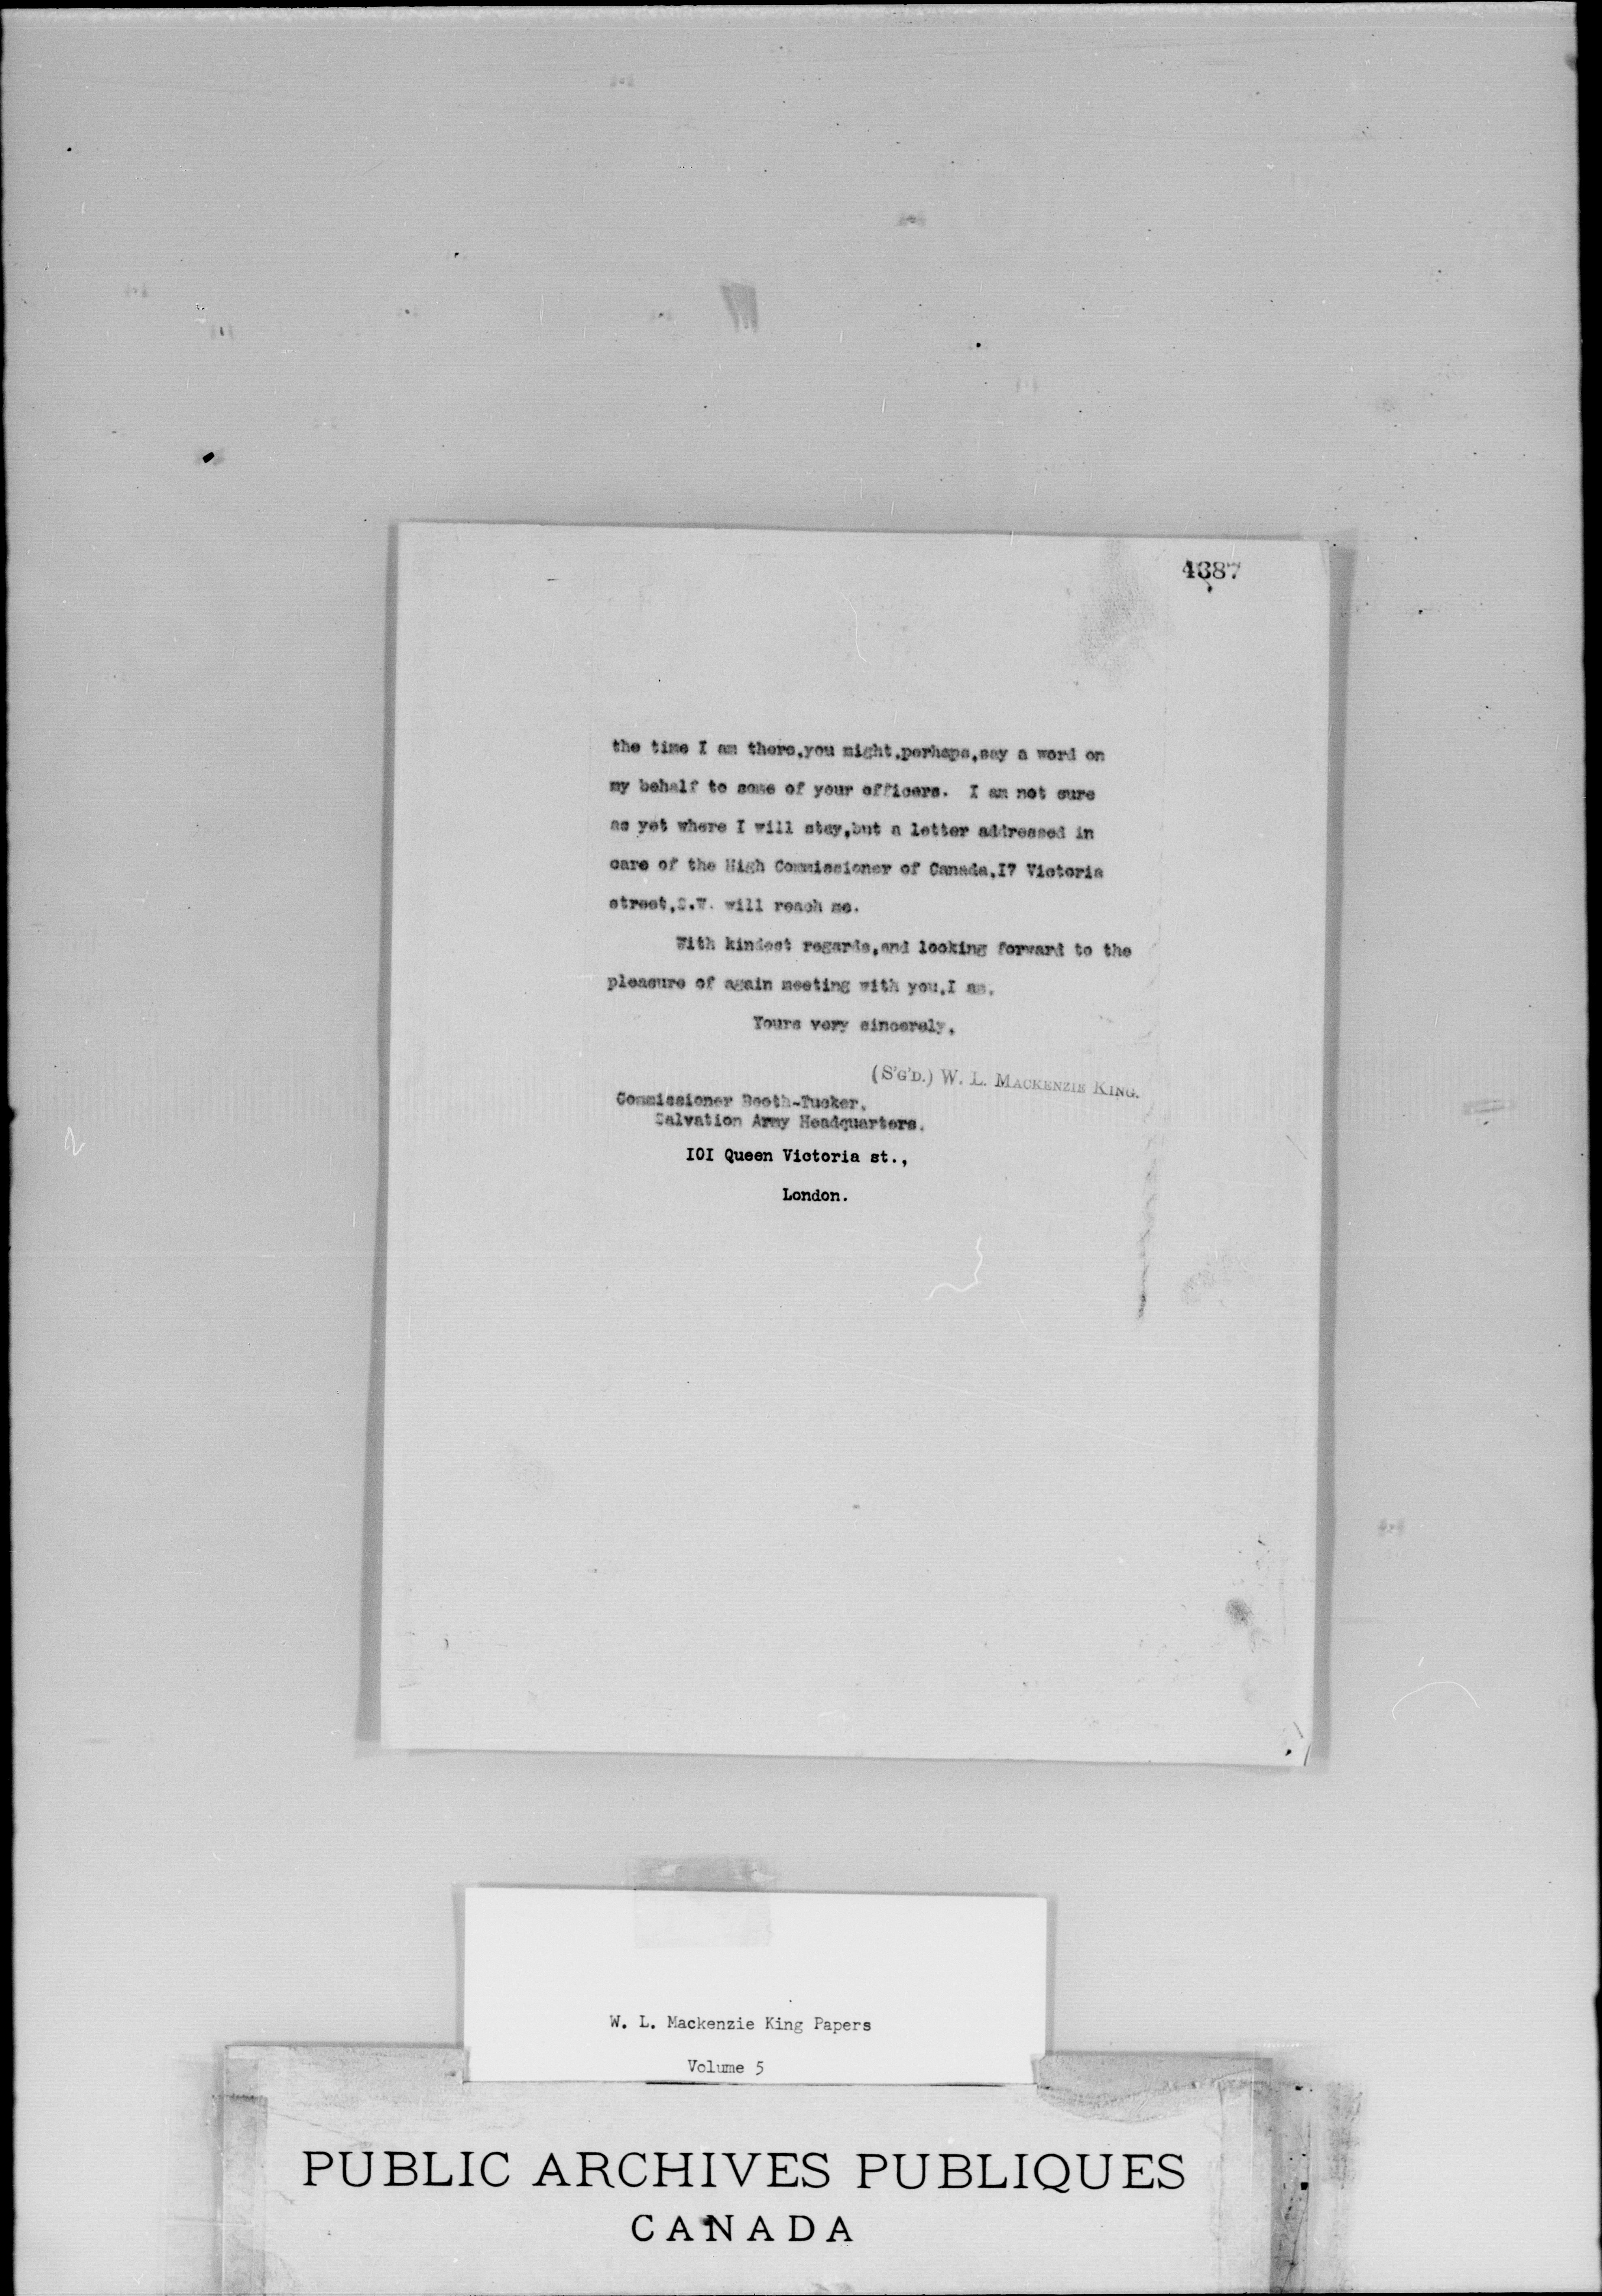 4387
the time I am there,you might,perhaps,say a word on
my behalf to some of your officers. I am not sure
as yet where I will stay,but a letter addressed in
care of the High Commissioner of Canada,I7 Victoria
street,S.W. will reach me.
With kindest regards,and looking forward to the
pleasure of again meeting with you,I am,
Yours very sincerely,
(S'G'D.) W. L. MACKENZIE KING.
Commissioner Booth-Tucker,
Salvation Army Headquarters,
IOI Queen Victoria st.,
London.
W. L. Mackenzie King Papers
Volume 5
PUBLIC ARCHIVES PUBLIQUES
CANADA